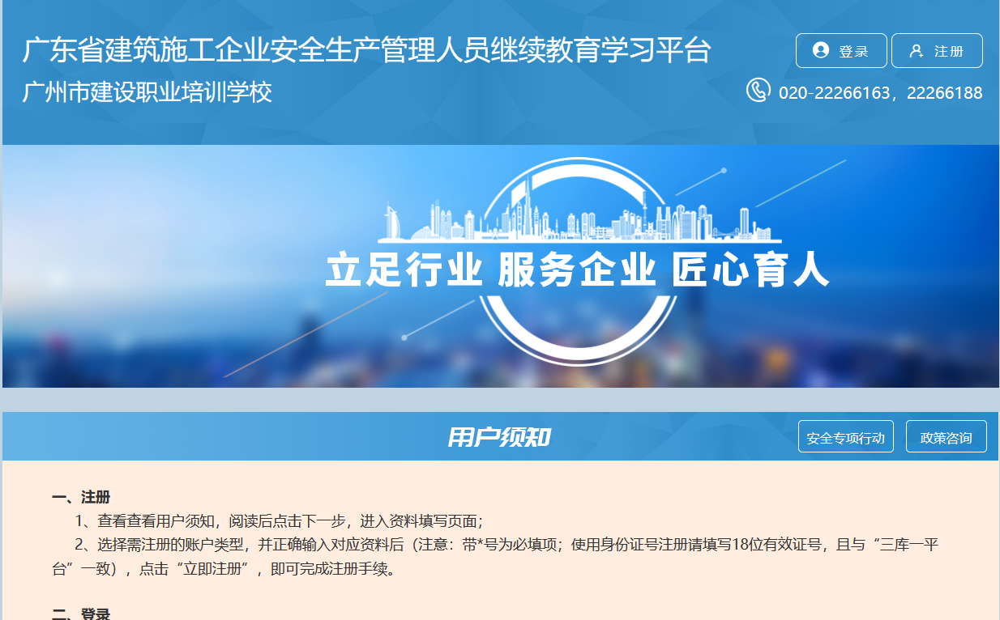 广东省建筑施工企业安全生产管理人员继续教育学习平台
登录
注册
广州市建设职业培训学校
020-22266163，22266188
立足行业 服务企业 匠心育人
用户须知
安全专项行动
政策咨询
一、注册
1、查看查看用户须知，阅读后点击下一步，进入资料填写页面；
2、选择需注册的账户类型，并正确输入对应资料后（注意：带*号为必填项；使用身份证号注册请填写18位有效证号，且与“三库一平
台”一致），点击“立即注册”，即可完成注册手续。
二、登录